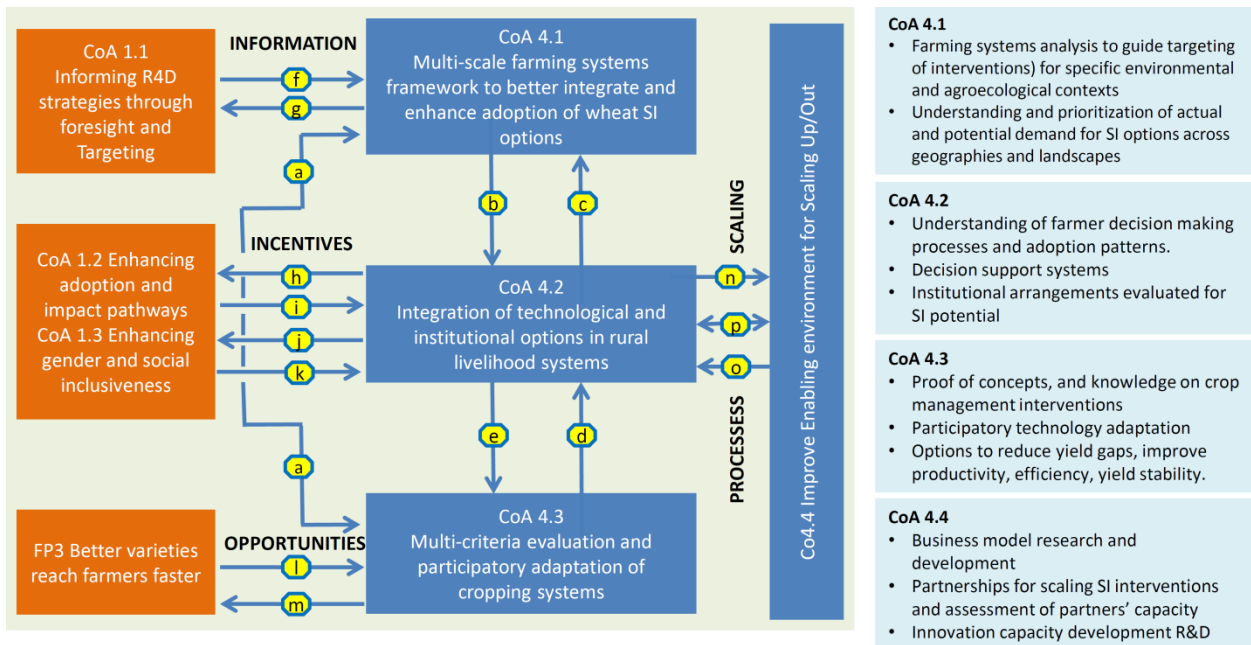 CoA 1.1
Informing R4D
strategies through
foresight and
Targeting
INFORMATION
f
g
a
CoA 4.1
Multi-scale farming systems
framework to better integrate and
enhance adoption of wheat SI
options
b
c
CoA 1.2 Enhancing
adoption and
impact pathways
CoA 1.3 Enhancing
gender and social
inclusiveness
INCENTIVES
h
i
j
k
CoA 4.2
Integration of technological and
institutional options in rural
livelihood systems
SCALING
n
p
o
PROCESSESS
e
d
a
FP3 Better varieties
reach farmers faster
OPPORTUNITIES
l
m
CoA 4.3
Multi-criteria evaluation and
participatory adaptation of
cropping systems
Co4.4 Improve Enabling environment for Scaling Up/Out
CoA 4.1
• Farming systems analysis to guide targeting
of interventions) for specific environmental
and agroecological contexts
• Understanding and prioritization of actual
and potential demand for SI options across
geographies and landscapes
CoA 4.2
• Understanding of farmer decision making
processes and adoption patterns.
• Decision support systems
• Institutional arrangements evaluated for
SI potential
CoA 4.3
• Proof of concepts, and knowledge on crop
management interventions
• Participatory technology adaptation
• Options to reduce yield gaps, improve
productivity, efficiency, yield stability.
CoA 4.4
• Business model research and
development
• Partnerships for scaling SI interventions
and assessment of partners’ capacity
• Innovation capacity development R&D